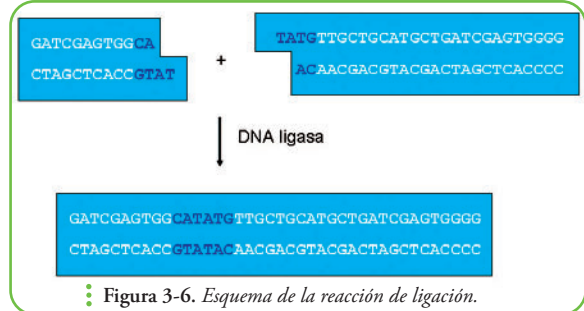 GATCGAGTGGCA
CTAGCTCACCGTAT
+
TATGTTGCTGCATGCTGATCGAGTGGGG
ACAACGACGTACGACTAGCTCACCCC
DNA ligasa
GATCGAGTGGCATATGTTGCTGCATGCTGATCGAGTGGGG
CTAGCTCACCGTATACAACGACGTACGACTAGCTCACCCC
Figura 3-6. Esquema de la reacción de ligación.